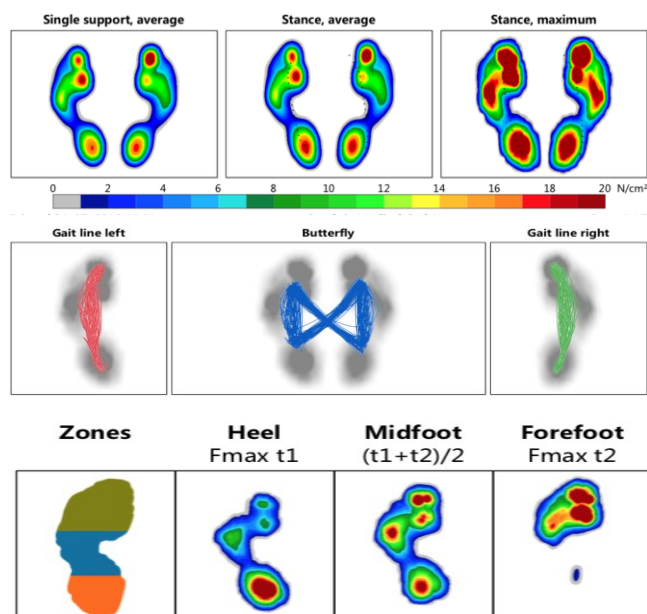 Single support, average
Stance, average
Stance, maximum
0 2 4 6 8 10 12 14 16 18 20 N/cm²
Gait line left
Butterfly
Gait line right
Zones
Heel
Fmax t1
Midfoot
(t1+t2)/2
Forefoot
Fmax t2